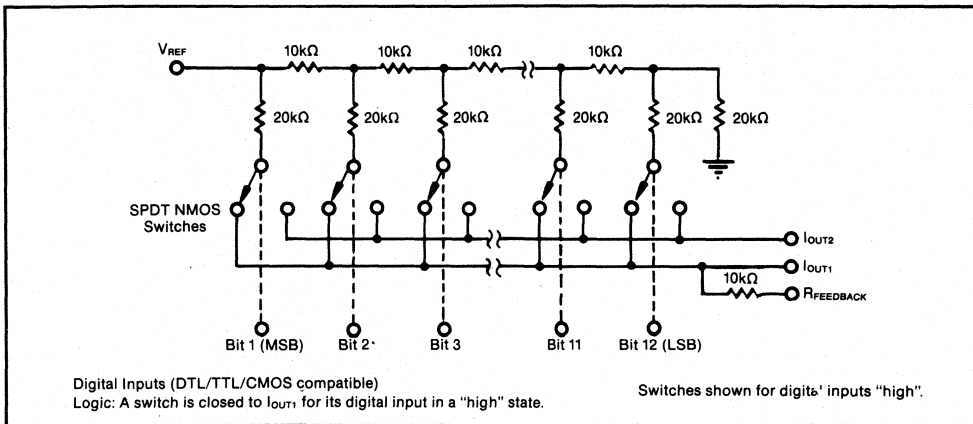 VREF
10kΩ 10kΩ 10kΩ 10kΩ
20kΩ 20kΩ 20kΩ 20kΩ 20kΩ 20kΩ
SPDT NMOS
Switches
IOUT2
IOUT1
10kΩ
RFEEDBACK
Bit 1 (MSB) Bit 2 Bit 3 Bit 11 Bit 12 (LSB)
Digital Inputs (DTL/TTL/CMOS compatible)
Logic: A switch is closed to IOUT1 for its digital input in a “high” state.
Switches shown for digital inputs “high”.